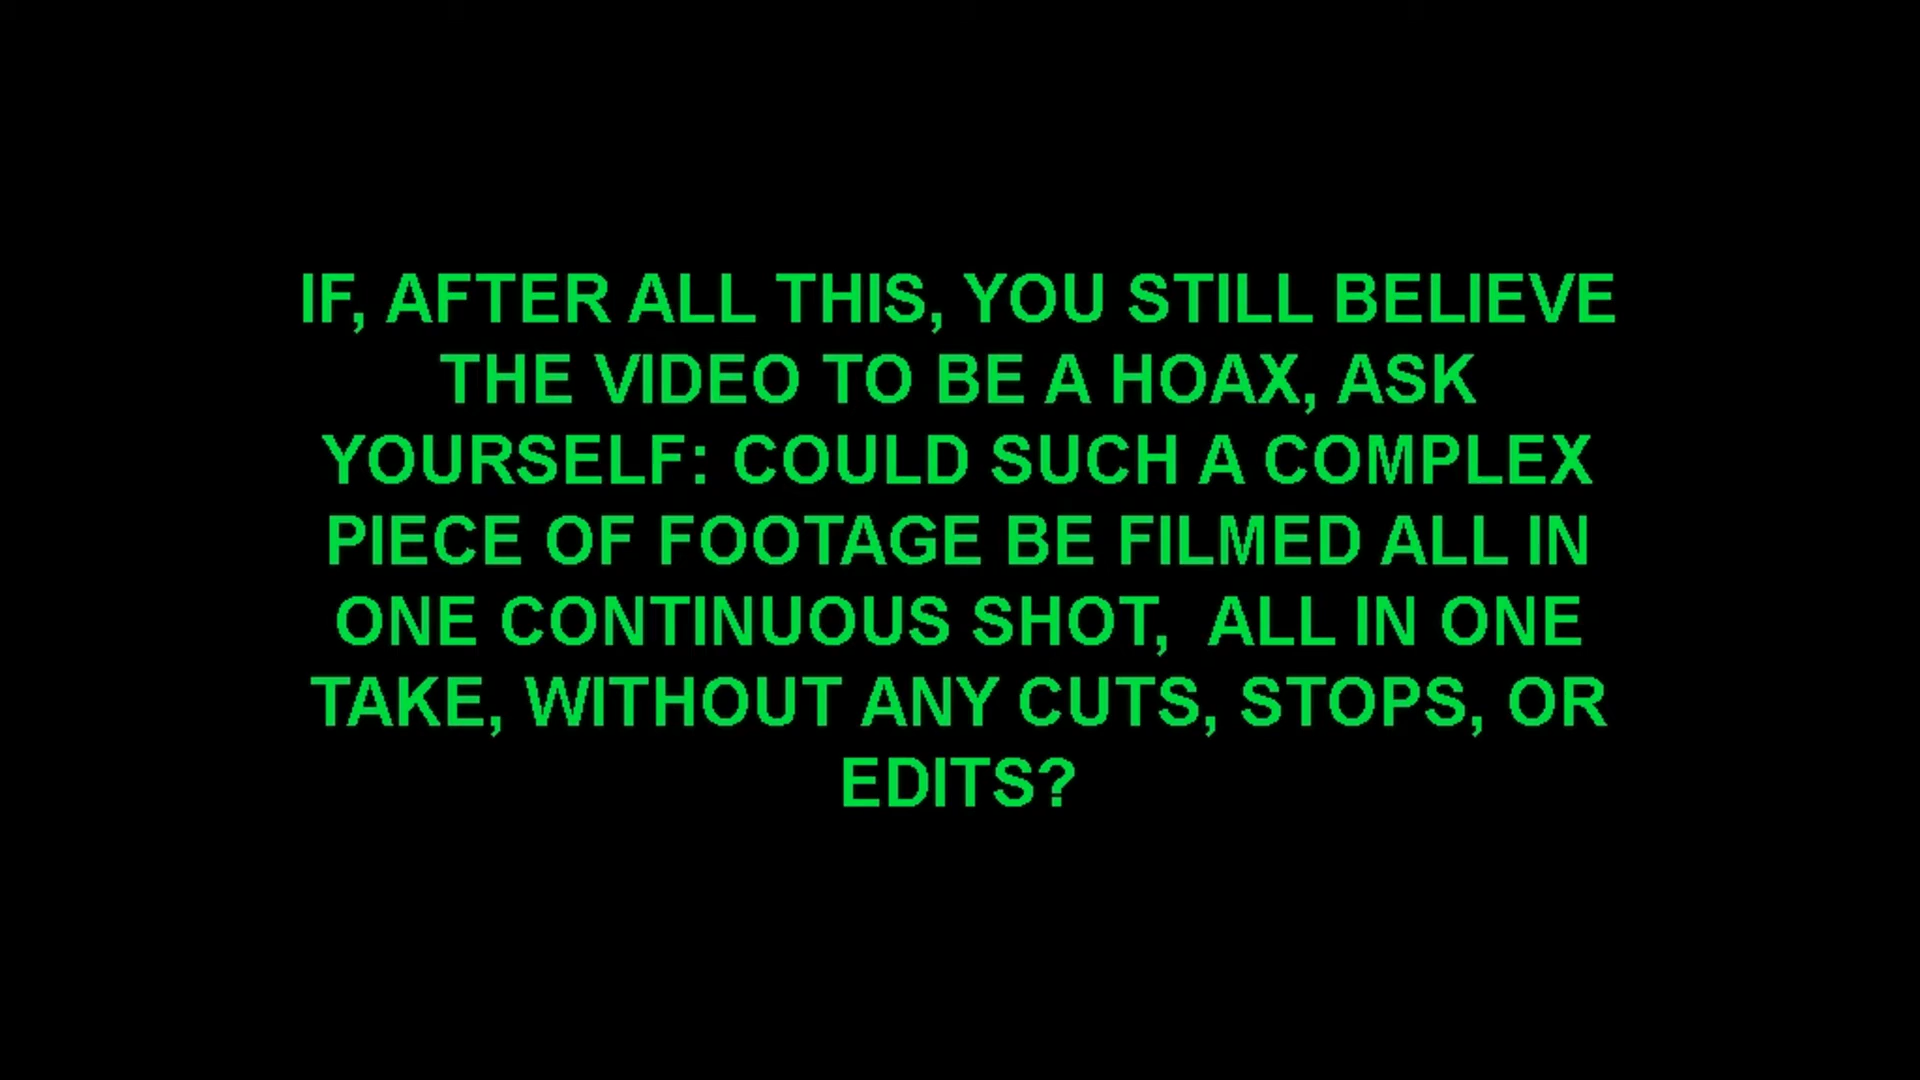 IF, AFTER ALL THIS, YOU STILL BELIEVE
THE VIDEO TO BE A HOAX, ASK
YOURSELF: COULD SUCH A COMPLEX
PIECE OF FOOTAGE BE FILMED ALL IN
ONE CONTINUOUS SHOT,  ALL IN ONE
TAKE, WITHOUT ANY CUTS, STOPS, OR
EDITS?